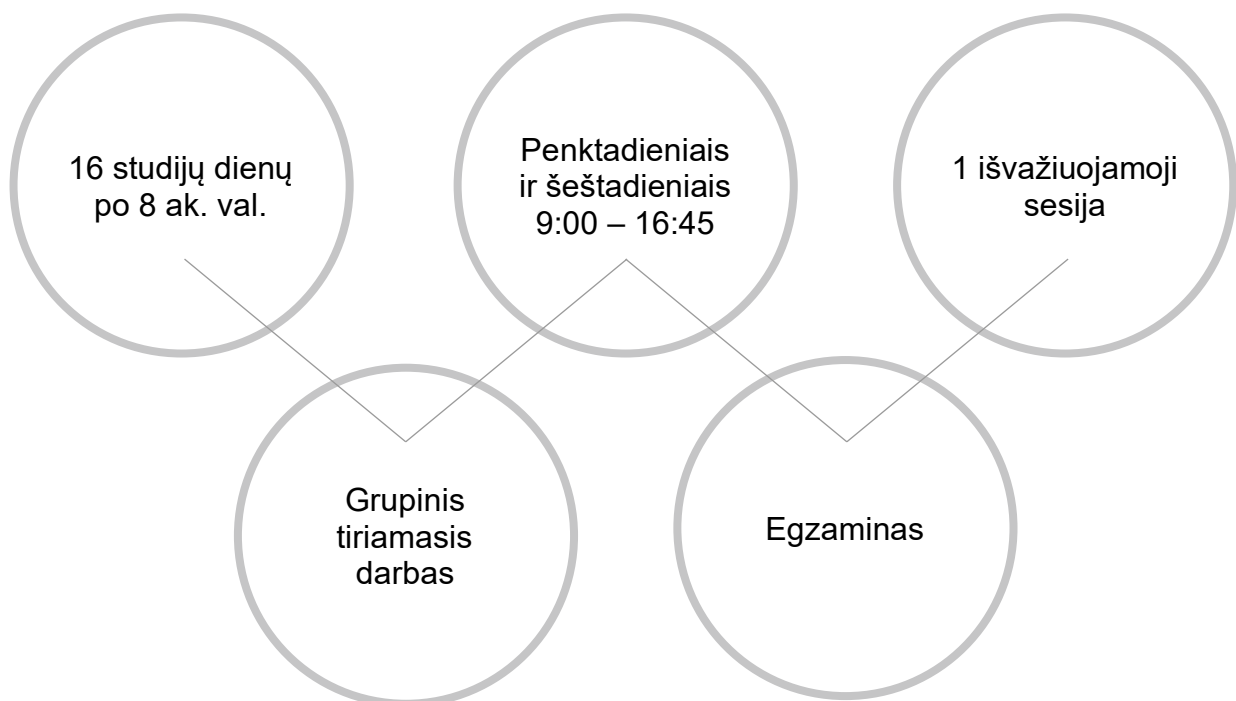 16 studijų dienų
po 8 ak. val.
Penktadieniais
ir šeštadieniais
9:00 – 16:45
1 išvažiuojamoji
sesija
Grupinis
tiriamasis
darbas
Egzaminas